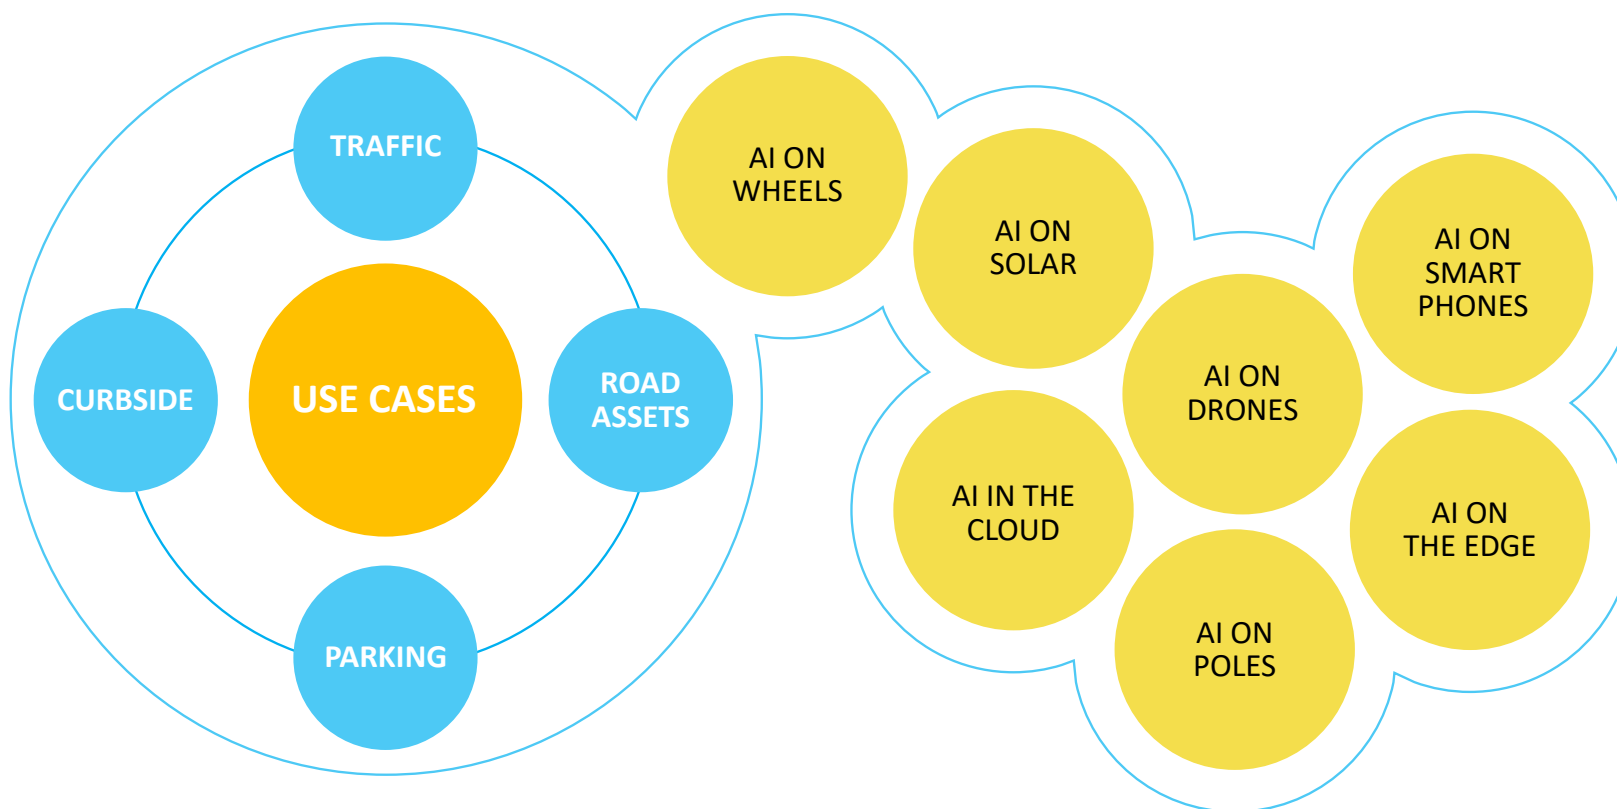 TRAFFIC
CURBSIDE
USE CASES
ROAD
ASSETS
PARKING
AI ON
WHEELS
AI ON
SOLAR
AI ON
SMART
PHONES
AI ON
DRONES
AI IN THE
CLOUD
AI ON
THE EDGE
AI ON
POLES